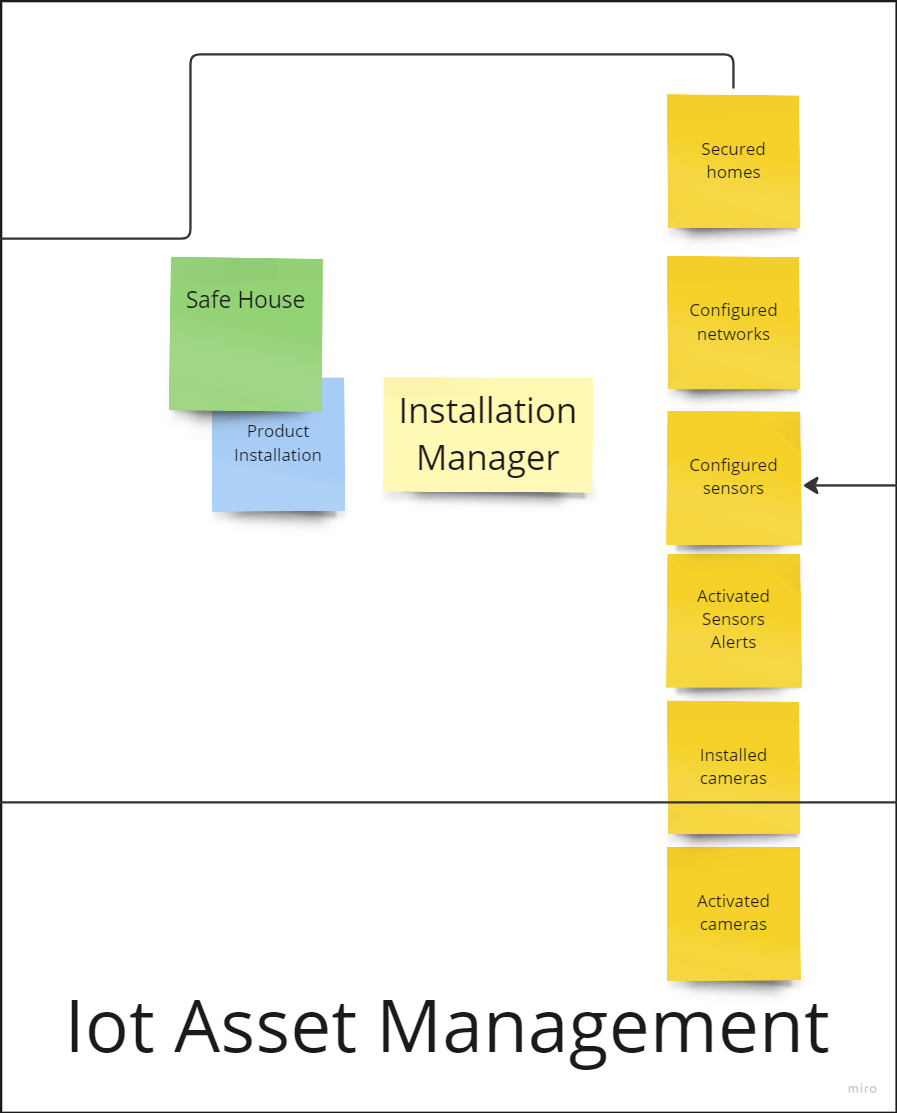 Secured
homes
Safe House
Configured
networks
Product
Installation
Installation
Manager
Configured
sensors
Activated
Sensors
Alerts
Installed
cameras
Activated
cameras
Iot Asset Management
miro